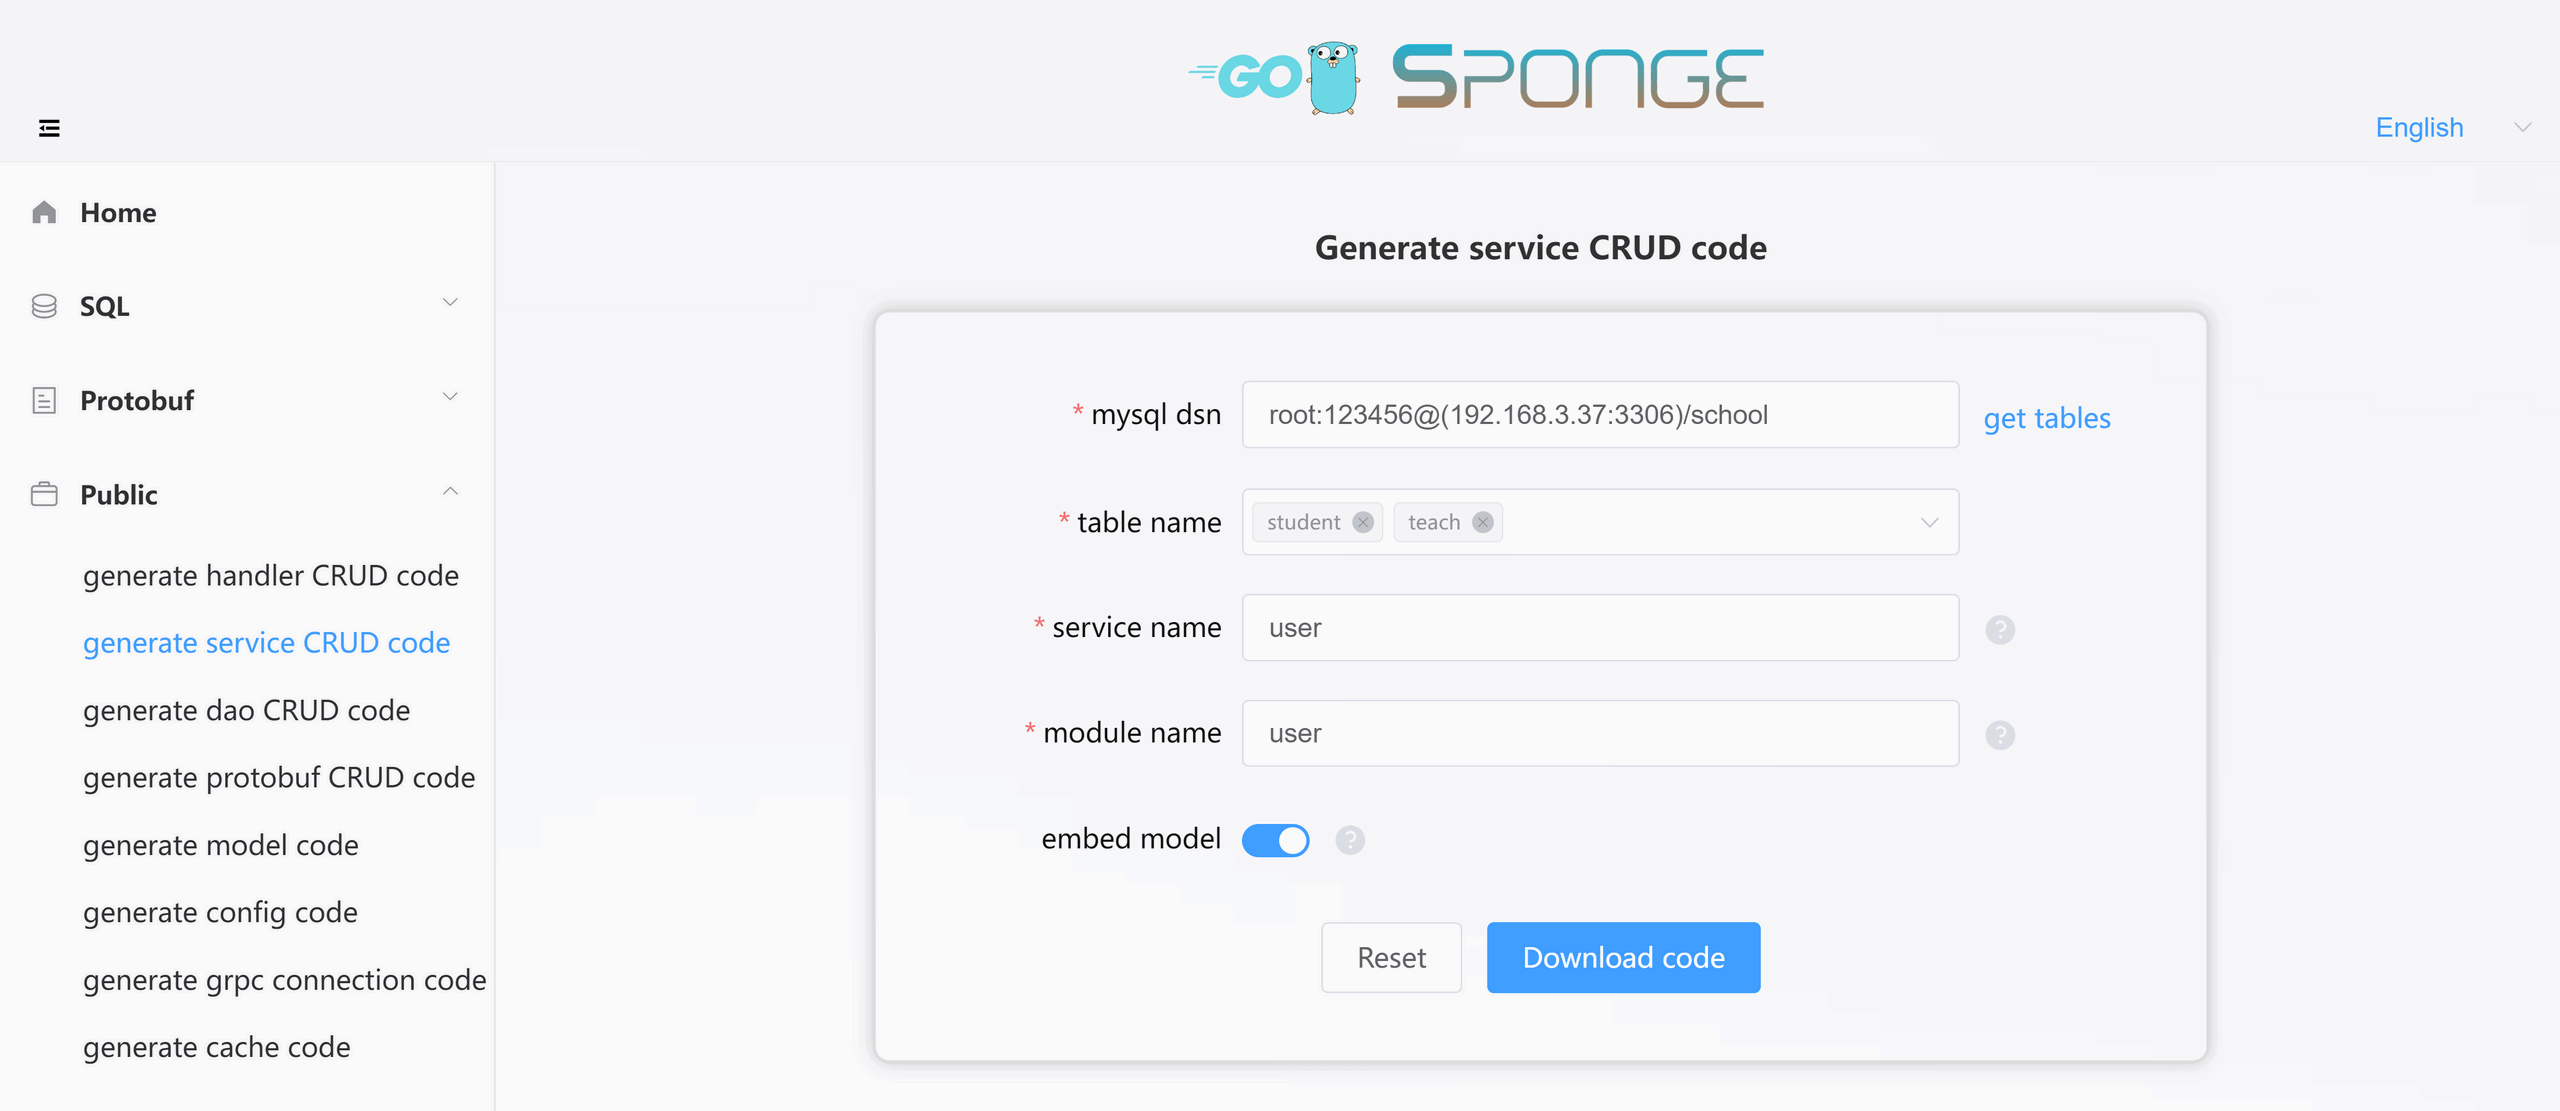 GO SPONGE
English
Home
SQL
Protobuf
Public
generate handler CRUD code
generate service CRUD code
generate dao CRUD code
generate protobuf CRUD code
generate model code
generate config code
generate grpc connection code
generate cache code
Generate service CRUD code
* mysql dsn root:123456@(192.168.3.37:3306)/school get tables
* table name student teach
* service name user ?
* module name user ?
embed model ?
Reset Download code